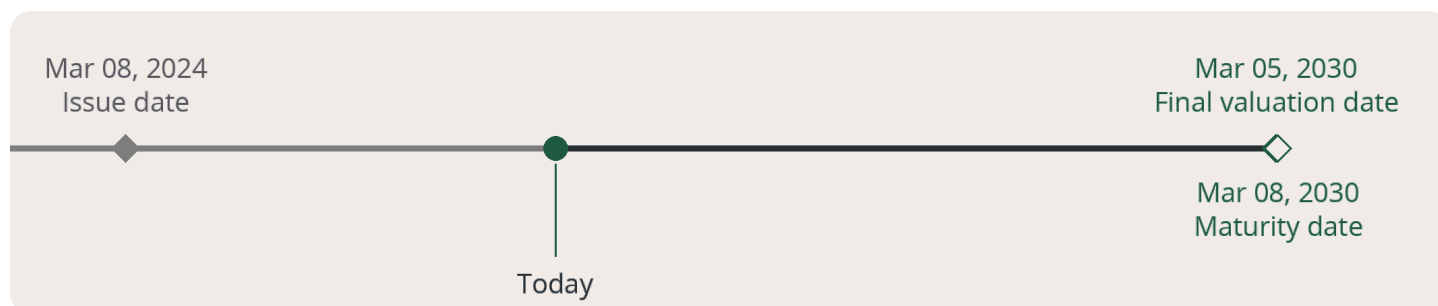 Mar 08, 2024
Issue date
Mar 05, 2030
Final valuation date
Mar 08, 2030
Maturity date
Today